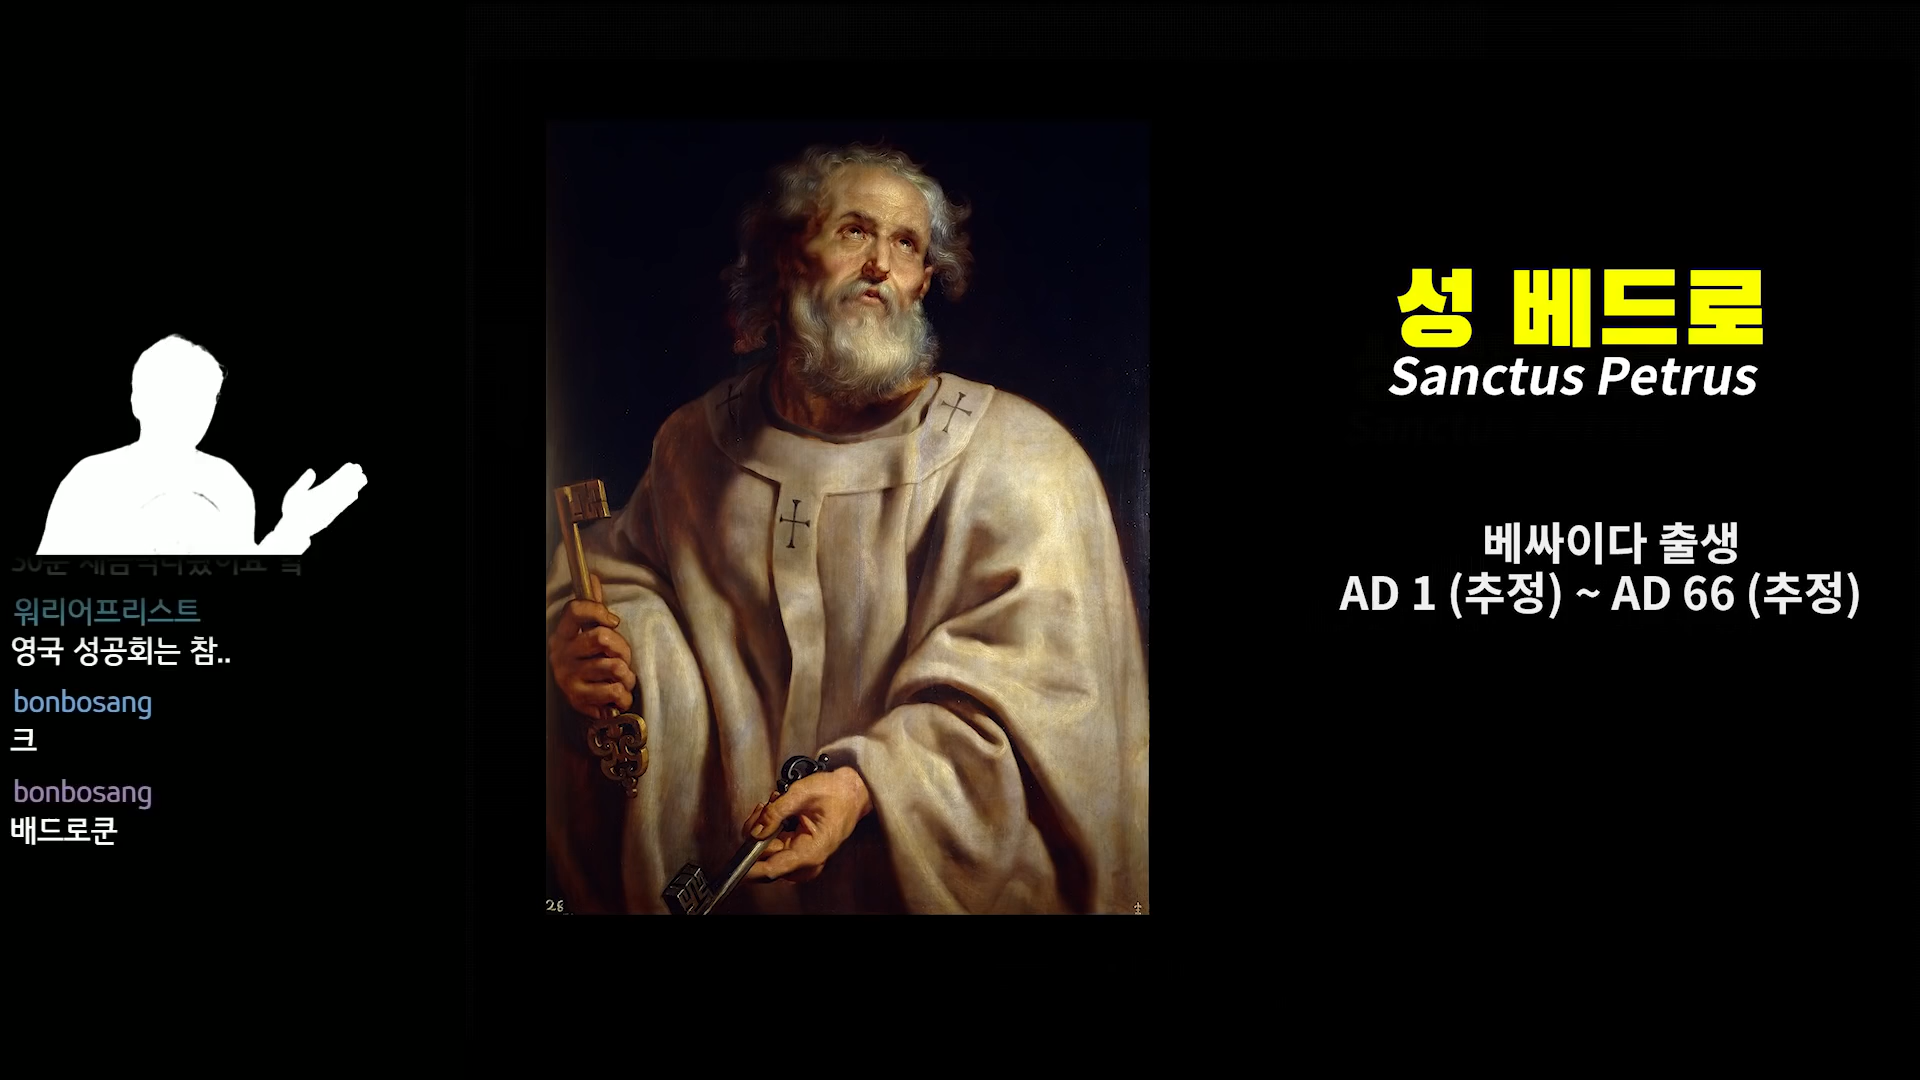 성 베드로
Sanctus Petrus
베싸이다 출생
AD 1 (추정) ~ AD 66 (추정)
워리어프리스트
영국 성공회는 참..
bonbosang
크
bonbosang
배드로쿤
28